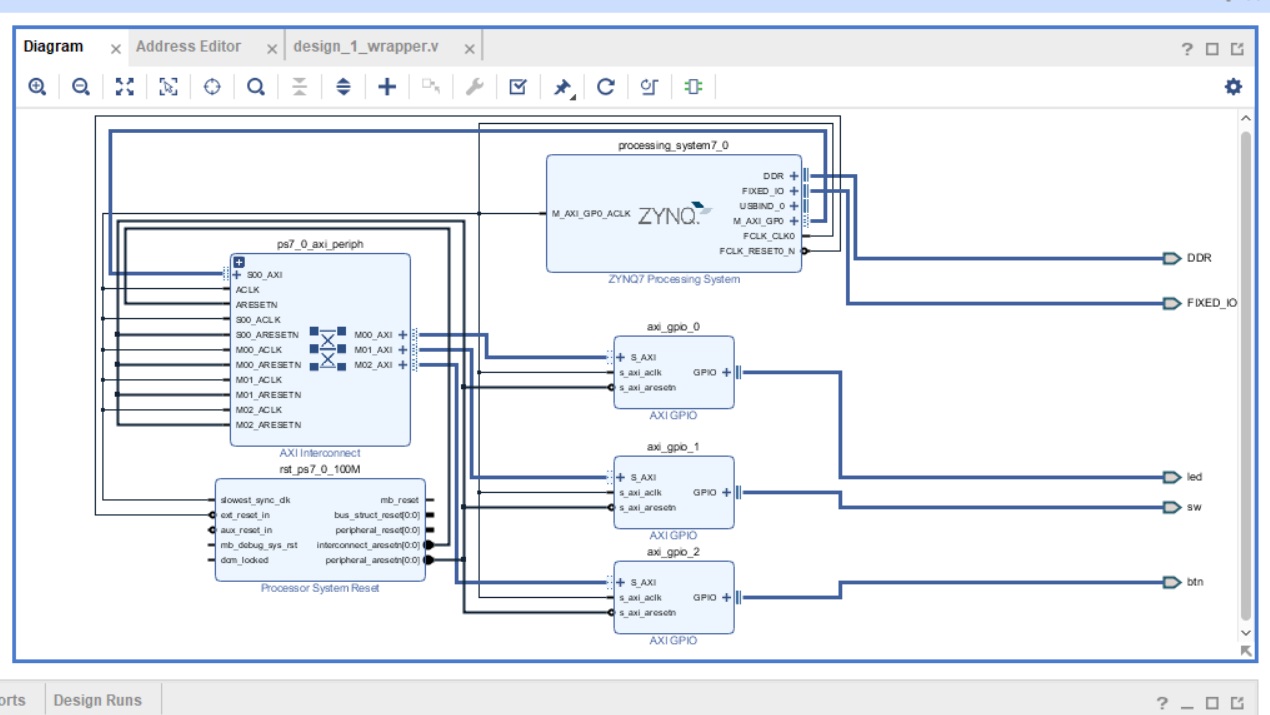 Diagram
Address Editor
design_1_wrapper.v
?
processing_system7_0
DDR
FIXED_IO
USBIND_0
M_AXI_GP0
FCLK_CLK0
FCLK_RESET0_N
M_AXI_GP0_ACLK
ZYNQ
ZYNQ7 Processing System
DDR
FIXED_IO
ps7_0_axi_periph
S00_AXI
ACLK
ARESETN
S00_ACLK
S00_ARESETN
M00_ACLK
M00_ARESETN
M01_ACLK
M01_ARESETN
M02_ACLK
M02_ARESETN
M00_AXI
M01_AXI
M02_AXI
AXI Interconnect
axi_gpio_0
S_AXI
s_axi_aclk
s_axi_aresetn
GPIO
AXI GPIO
axi_gpio_1
S_AXI
s_axi_aclk
s_axi_aresetn
GPIO
AXI GPIO
led
sw
rst_ps7_0_100M
slowest_sync_clk
ext_reset_in
aux_reset_in
mb_debug_sys_rst
dcm_locked
mb_reset
bus_struct_reset[0:0]
peripheral_reset[0:0]
interconnect_aresetn[0:0]
peripheral_aresetn[0:0]
Processor System Reset
axi_gpio_2
S_AXI
s_axi_aclk
s_axi_aresetn
GPIO
AXI GPIO
btn
orts
Design Runs
?